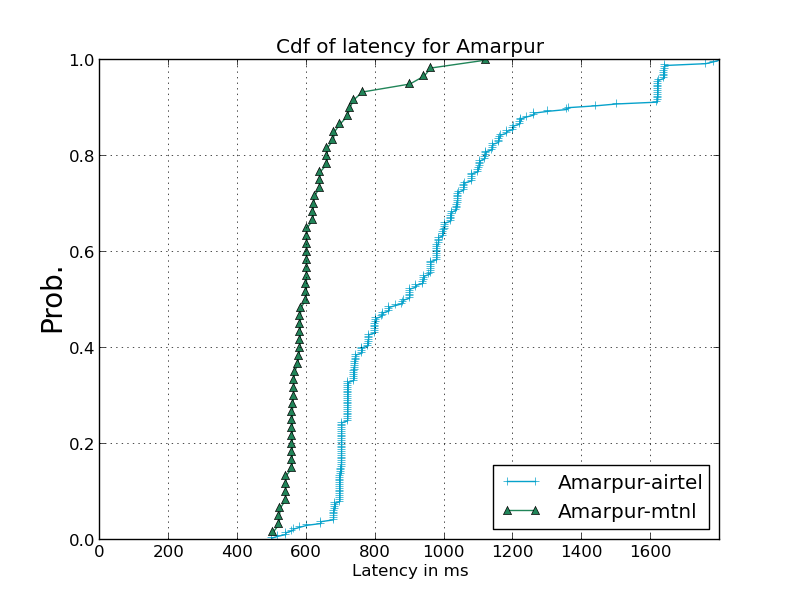 Cdf of latency for Amarpur
1.0
0.8
0.6
Prob.
0.4
0.2
0.0
Amarpur-airtel
Amarpur-mtnl
0 200 400 600 800 1000 1200 1400 1600
Latency in ms